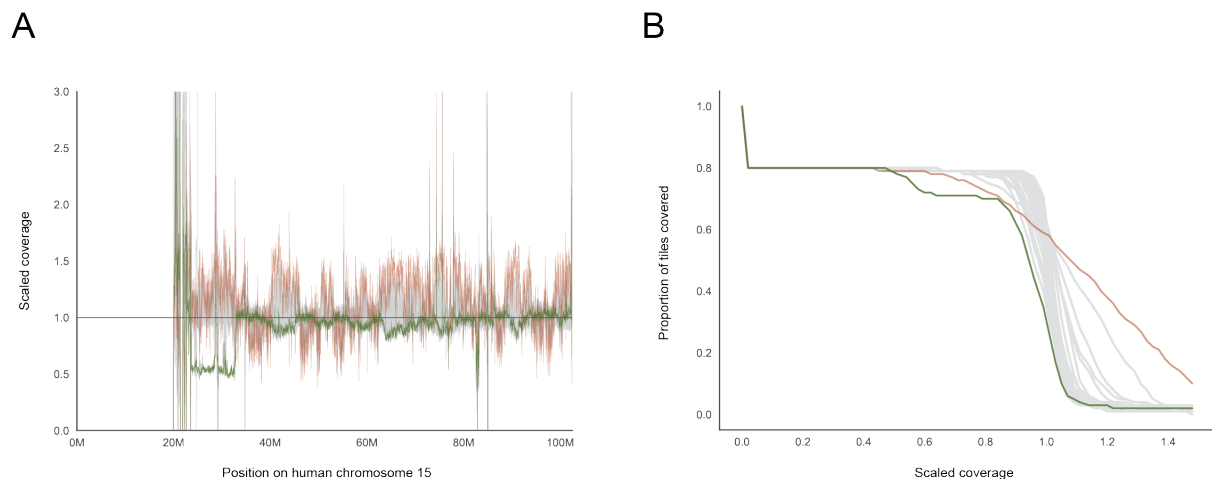 A
B
3.0
2.5
2.0
1.5
1.0
0.5
0.0
Scaled coverage
0M
20M
40M
60M
80M
100M
Position on human chromosome 15
1.0
0.8
0.6
0.4
0.2
0.0
Proportion of tiles covered
0.0
0.2
0.4
0.6
0.8
1.0
1.2
1.4
Scaled coverage